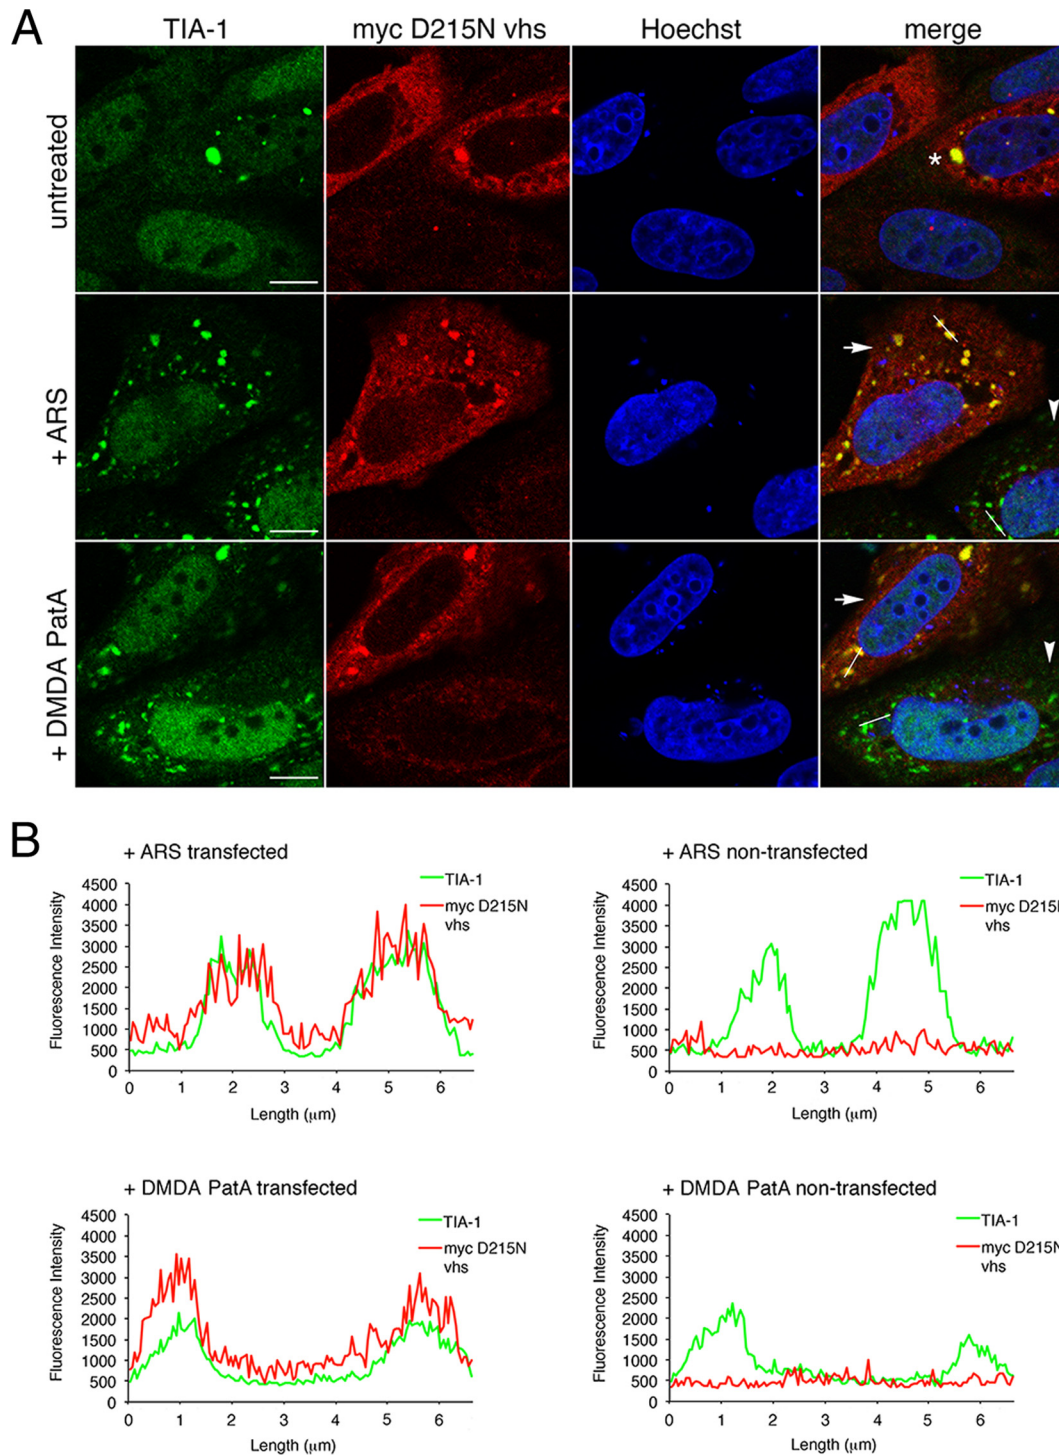 A
TIA-1 myc D215N vhs Hoechst merge
untreated
*
+ ARS
+ DMDA PatA
B
+ ARS transfected
Fluorescence Intensity
4500
4000
3500
3000
2500
2000
1500
1000
500
0
0 1 2 3 4 5 6
Length (μm)
TIA-1
myc D215N
vhs
+ ARS non-transfected
Fluorescence Intensity
4500
4000
3500
3000
2500
2000
1500
1000
500
0
0 1 2 3 4 5 6
Length (μm)
TIA-1
myc D215N
vhs
+ DMDA PatA transfected
Fluorescence Intensity
4500
4000
3500
3000
2500
2000
1500
1000
500
0
0 1 2 3 4 5 6
Length (μm)
TIA-1
myc D215N
vhs
+ DMDA PatA non-transfected
Fluorescence Intensity
4500
4000
3500
3000
2500
2000
1500
1000
500
0
0 1 2 3 4 5 6
Length (μm)
TIA-1
myc D215N
vhs